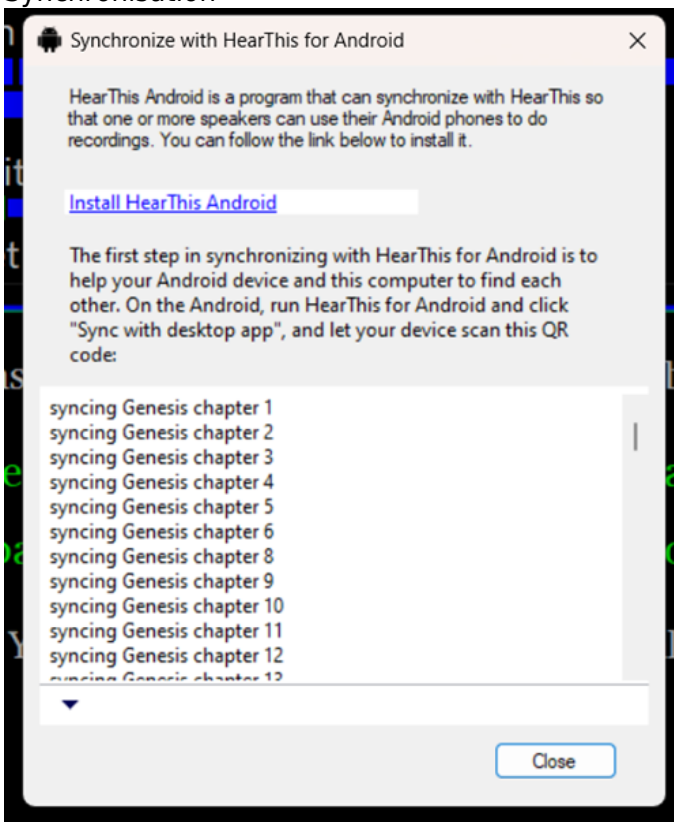 Synchronize with HearThis for Android
HearThis Android is a program that can synchronize with HearThis so
that one or more speakers can use their Android phones to do
recordings. You can follow the link below to install it.
Install HearThis Android
The first step in synchronizing with HearThis for Android is to
help your Android device and this computer to find each
other. On the Android, run HearThis for Android and click
"Sync with desktop app", and let your device scan this QR
code:
syncing Genesis chapter 1
syncing Genesis chapter 2
syncing Genesis chapter 3
syncing Genesis chapter 4
syncing Genesis chapter 5
syncing Genesis chapter 6
syncing Genesis chapter 8
syncing Genesis chapter 9
syncing Genesis chapter 10
syncing Genesis chapter 11
syncing Genesis chapter 12
syncing Genesis chapter 13
Close